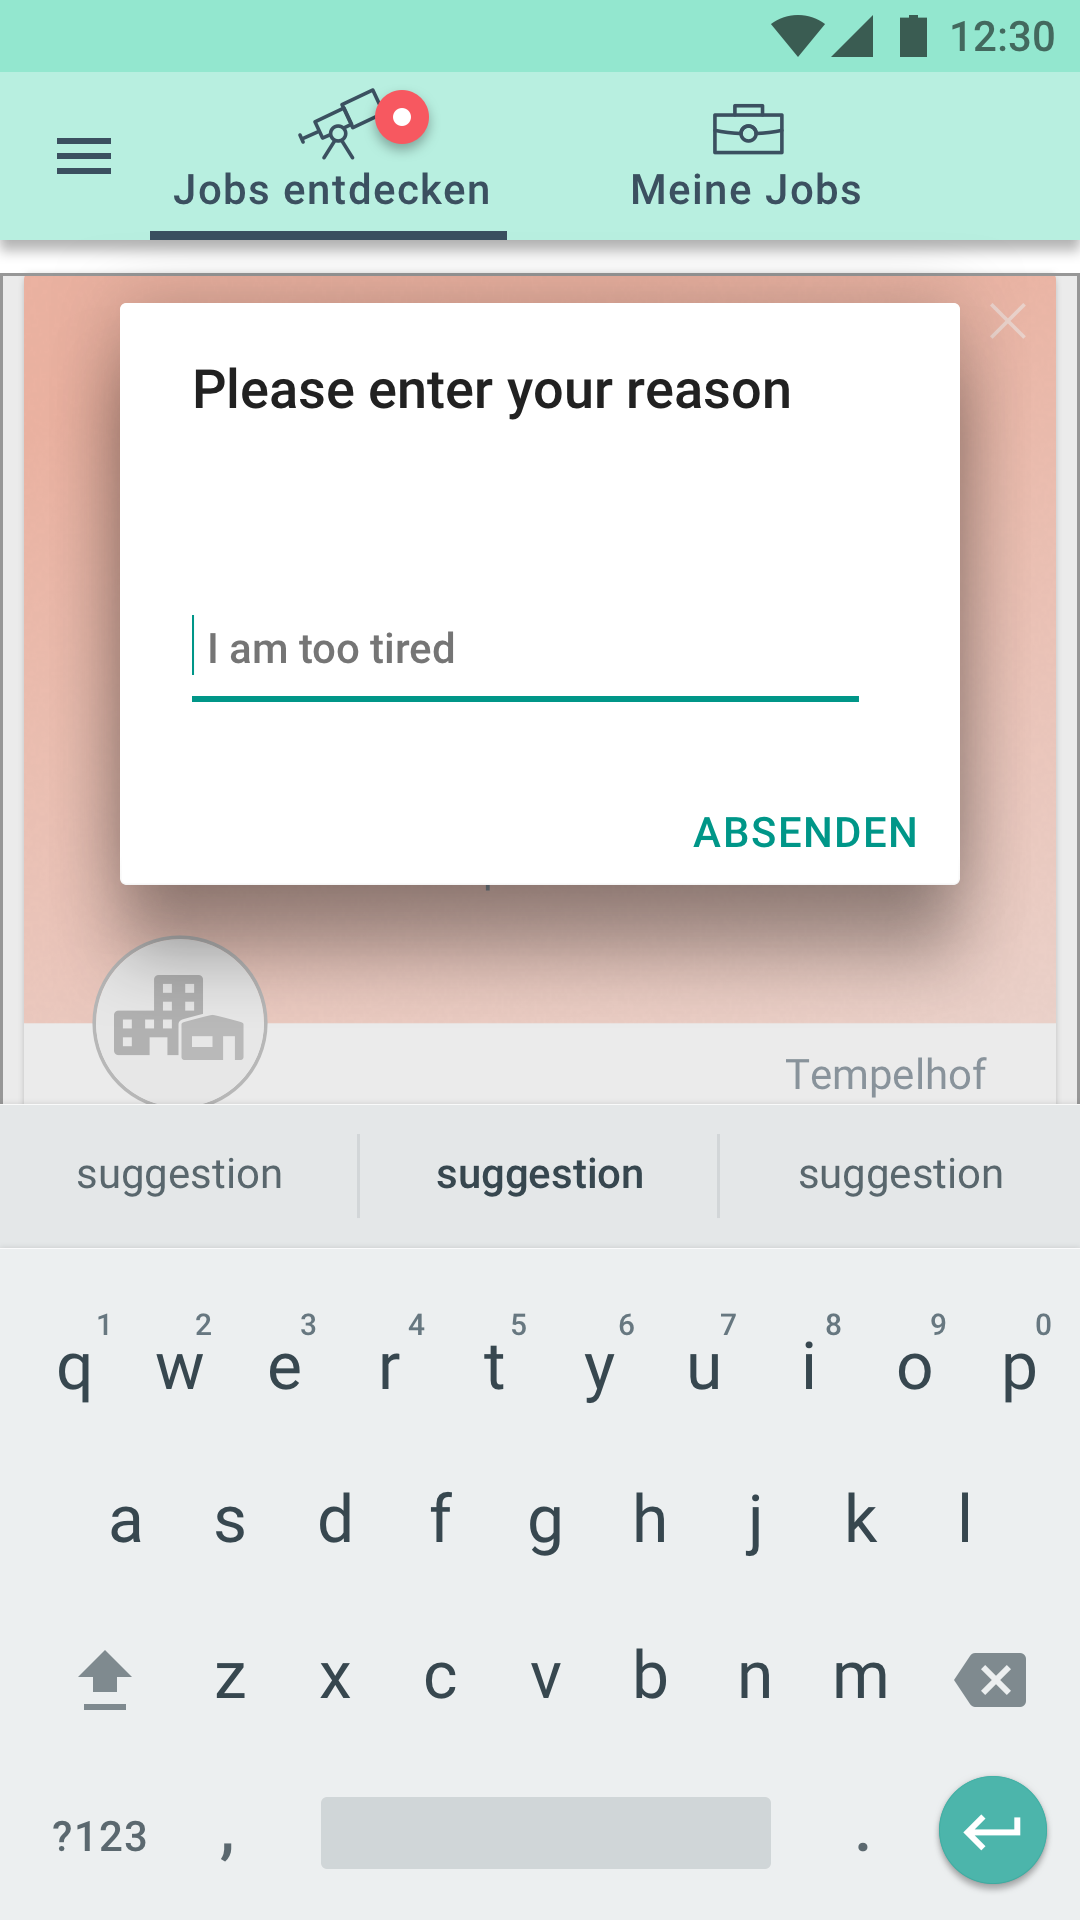 12:30
Jobs entdecken
Meine Jobs
Please enter your reason
I am too tired
ABSENDEN
Tempelhof
suggestion suggestion suggestion
1 2 3 4 5 6 7 8 9 0
q w e r t y u i o p
a s d f g h j k l
z x c v b n m
?123 , .